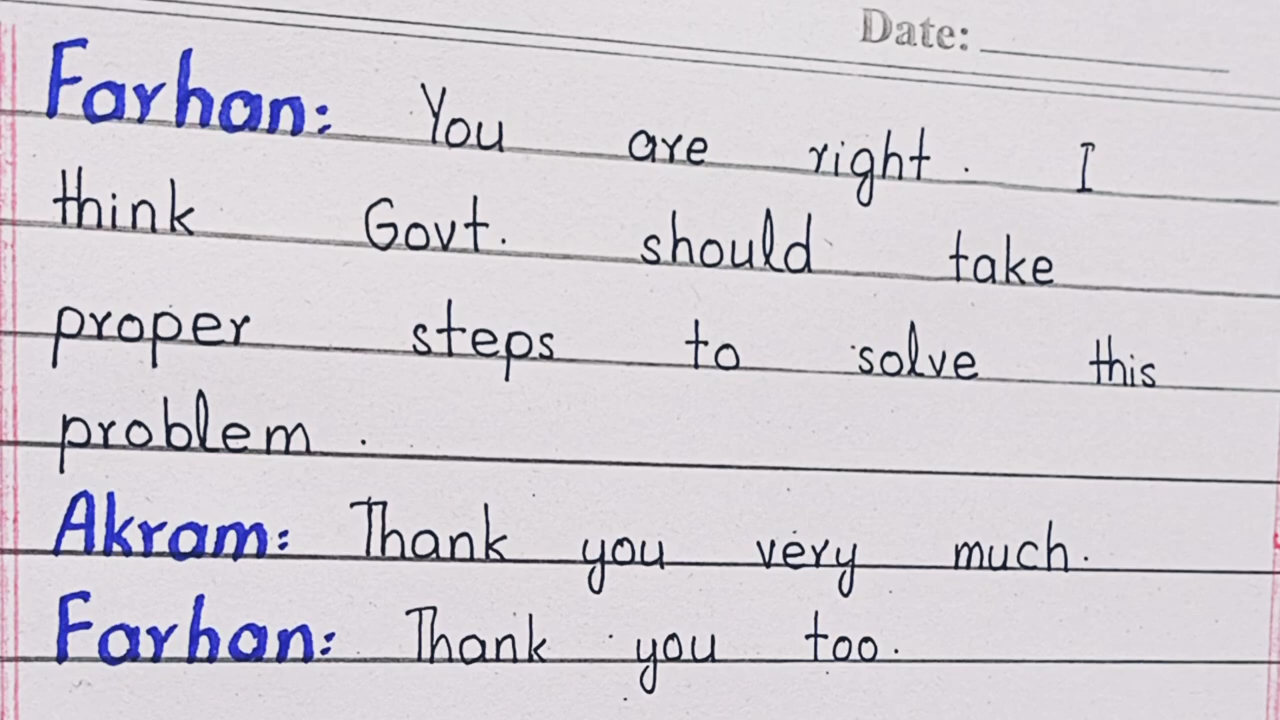 Date:
Farhan: You are right. I
think Govt. should take
proper steps to solve this
problem.
Akram: Thank you very much.
Farhan: Thank you too.